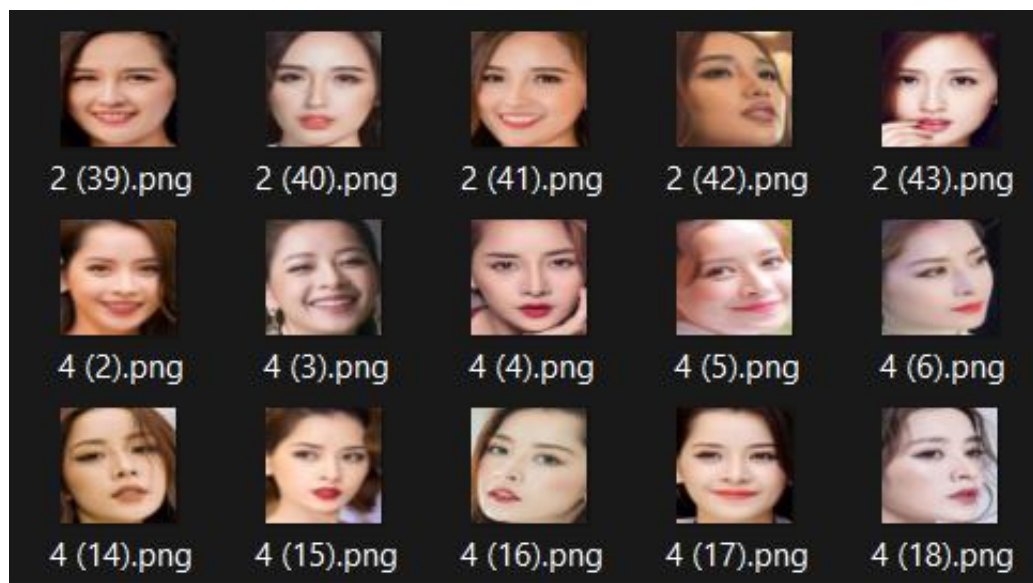 2 (39).png 2 (40).png 2 (41).png 2 (42).png 2 (43).png
4 (2).png 4 (3).png 4 (4).png 4 (5).png 4 (6).png
4 (14).png 4 (15).png 4 (16).png 4 (17).png 4 (18).png